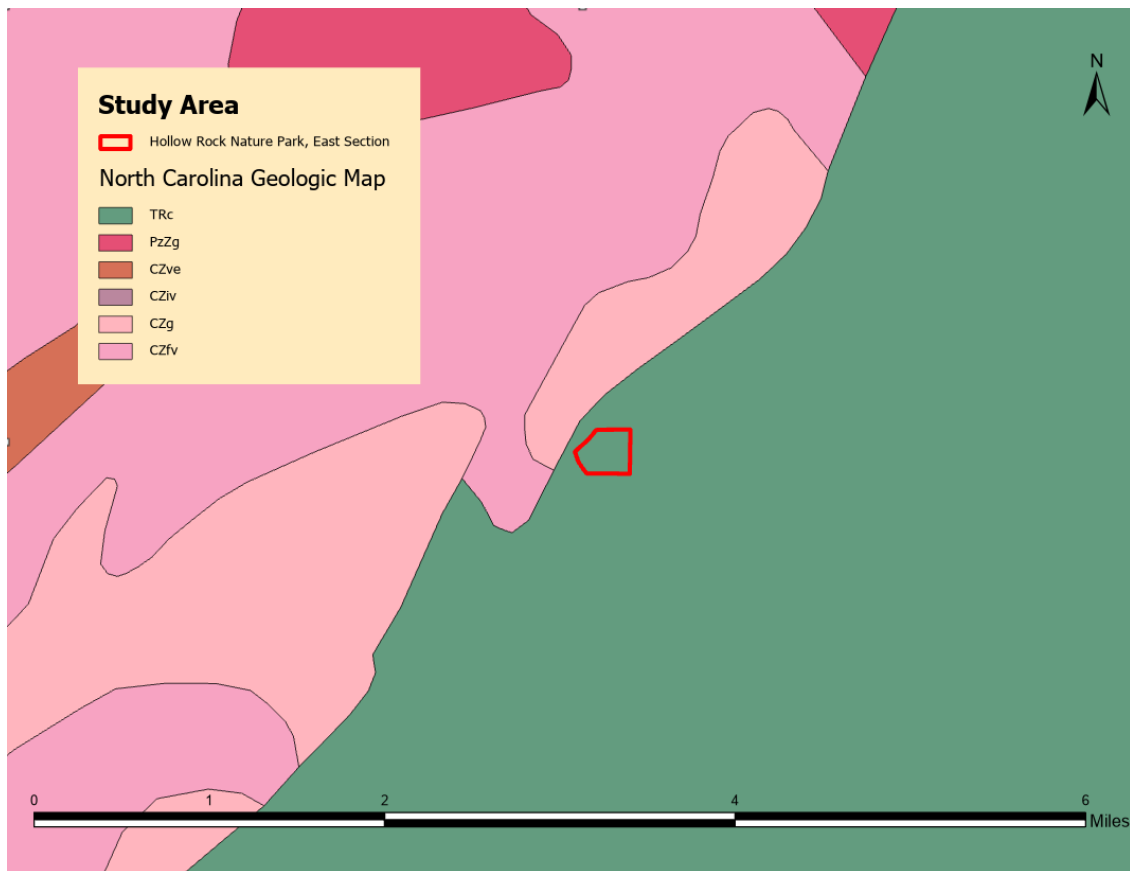 N
Study Area
Hollow Rock Nature Park, East Section
North Carolina Geologic Map
TRc
PzZg
CZve
CZiv
CZg
CZfv
0 1 2 4 6
Miles